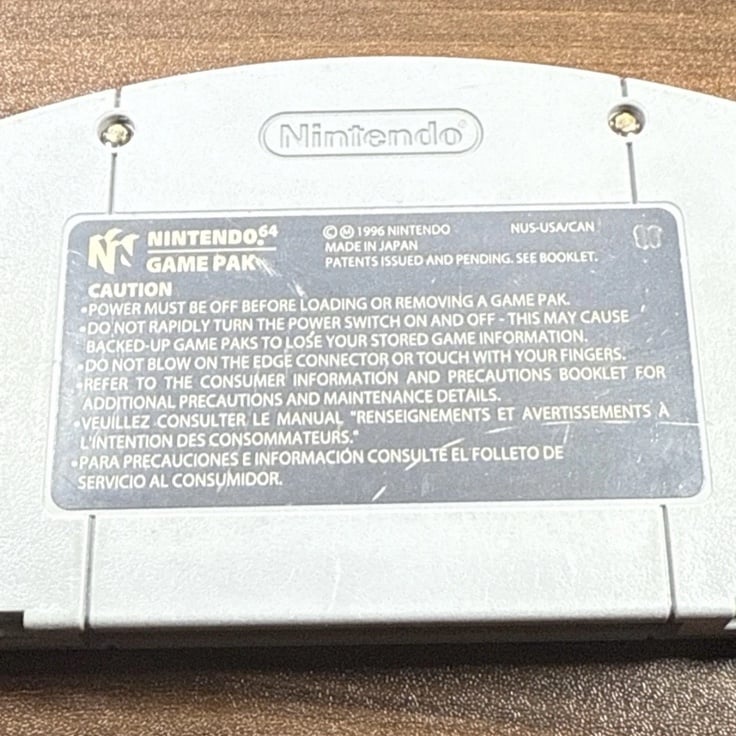 Nintendo®
NINTENDO.64
GAME PAK
© Ⓜ 1996 NINTENDO
MADE IN JAPAN
PATENTS ISSUED AND PENDING. SEE BOOKLET.
NUS-USA/CAN
CAUTION
•POWER MUST BE OFF BEFORE LOADING OR REMOVING A GAME PAK.
•DO NOT RAPIDLY TURN THE POWER SWITCH ON AND OFF - THIS MAY CAUSE
BACKED-UP GAME PAKS TO LOSE YOUR STORED GAME INFORMATION.
•DO NOT BLOW ON THE EDGE CONNECTOR OR TOUCH WITH YOUR FINGERS.
•REFER TO THE CONSUMER INFORMATION AND PRECAUTIONS BOOKLET FOR
ADDITIONAL PRECAUTIONS AND MAINTENANCE DETAILS.
•VEUILLEZ CONSULTER LE MANUAL "RENSEIGNEMENTS ET AVERTISSEMENTS À
L'INTENTION DES CONSOMMATEURS."
•PARA PRECAUCIONES E INFORMACIÓN CONSULTE EL FOLLETO DE
SERVICIO AL CONSUMIDOR.